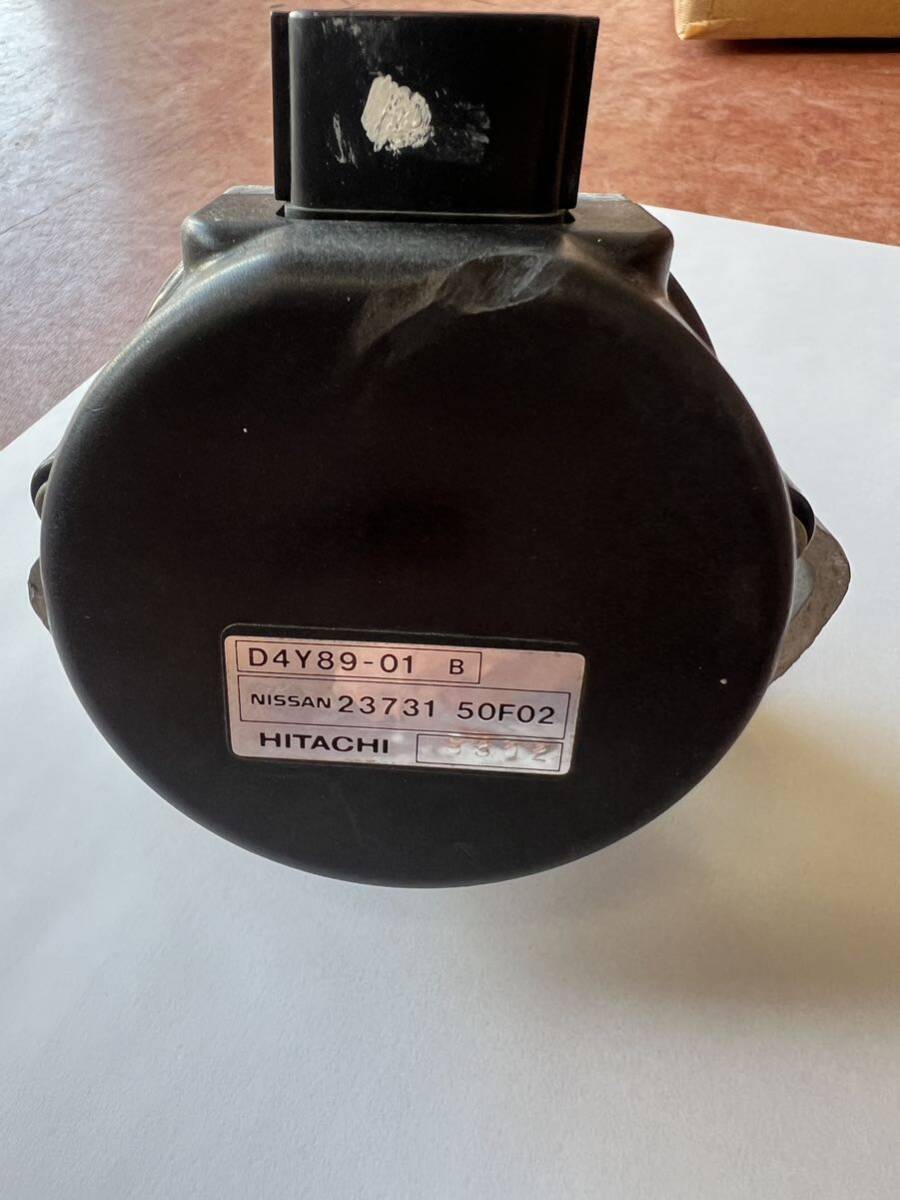 D4Y89-01 B
NISSAN 23731 50F02
HITACHI